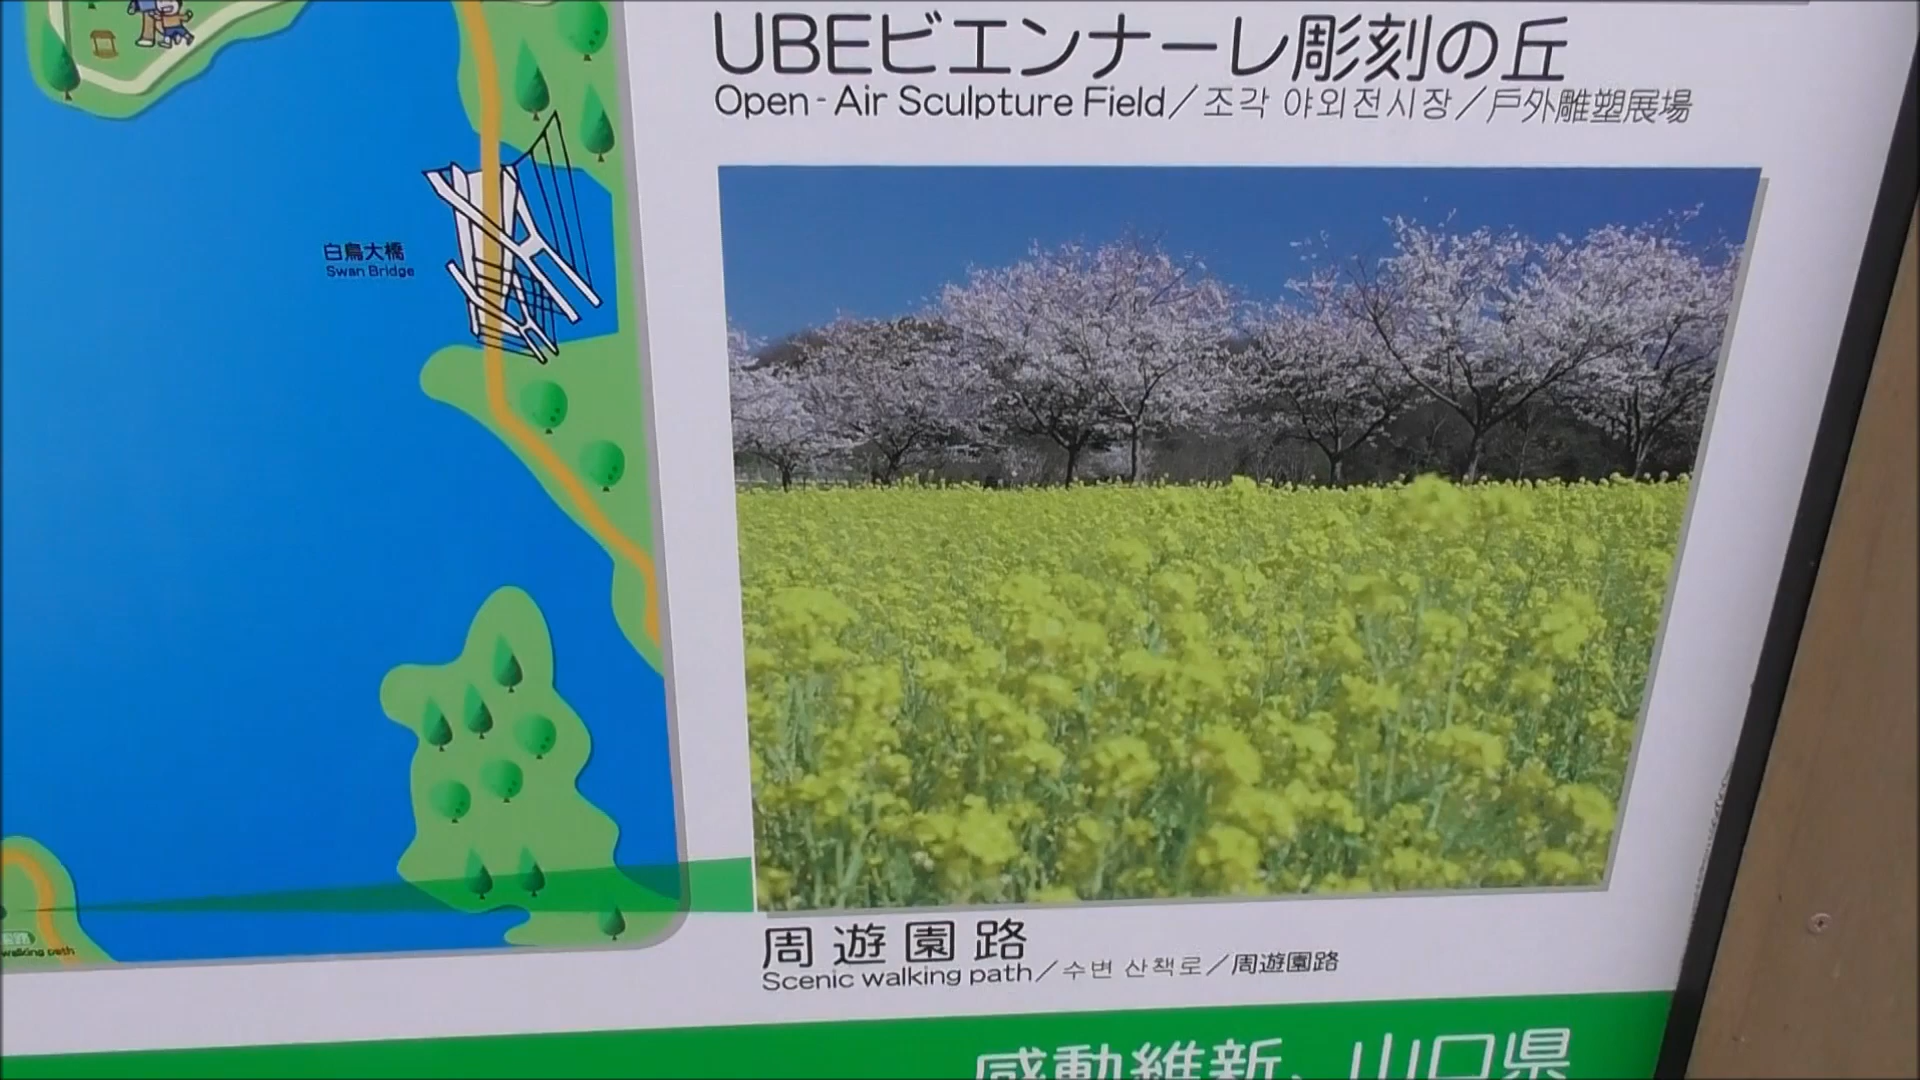 UBEビエンナーレ彫刻の丘
Open-Air Sculpture Field/조각 야외전시장/戶外雕塑展場
白鳥大橋
Swan Bridge
walking path
周遊園路
Scenic walking path/수변 산책로/周遊園路
感動維新、山口県